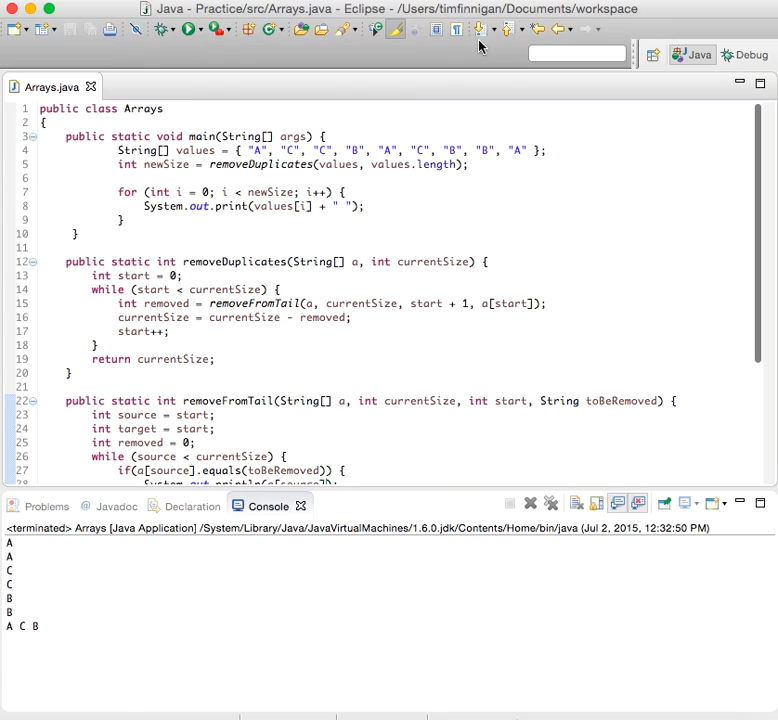 Java - Practice/src/Arrays.java - Eclipse - /Users/timfinnigan/Documents/workspace
Java Debug
Arrays.java
1 public class Arrays
2 {
3 public static void main(String[] args) {
4 String[] values = { "A", "C", "C", "B", "A", "C", "B", "B", "A" };
5 int newSize = removeDuplicates(values, values.length);
6
7 for (int i = 0; i < newSize; i++) {
8 System.out.print(values[i] + " ");
9 }
10 }
11
12 public static int removeDuplicates(String[] a, int currentSize) {
13 int start = 0;
14 while (start < currentSize) {
15 int removed = removeFromTail(a, currentSize, start + 1, a[start]);
16 currentSize = currentSize - removed;
17 start++;
18 }
19 return currentSize;
20 }
21
22 public static int removeFromTail(String[] a, int currentSize, int start, String toBeRemoved) {
23 int source = start;
24 int target = start;
25 int removed = 0;
26 while (source < currentSize) {
27 if(a[source].equals(toBeRemoved)) {
28 System.out.println(a[source]);
Problems Javadoc Declaration Console
<terminated> Arrays [Java Application] /System/Library/Java/JavaVirtualMachines/1.6.0.jdk/Contents/Home/bin/java (Jul 2, 2015, 12:32:50 PM)
A
A
C
C
B
B
A C B